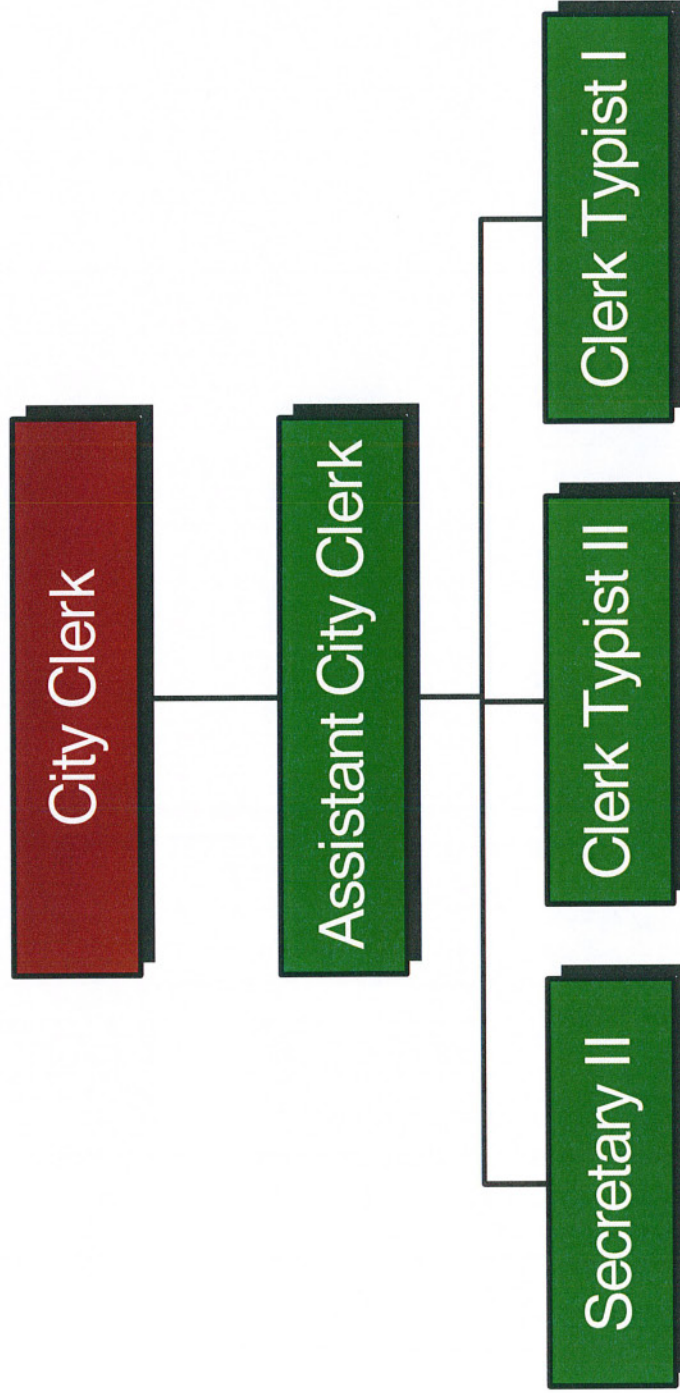 City Clerk
Assistant City Clerk
Secretary II
Clerk Typist II
Clerk Typist I